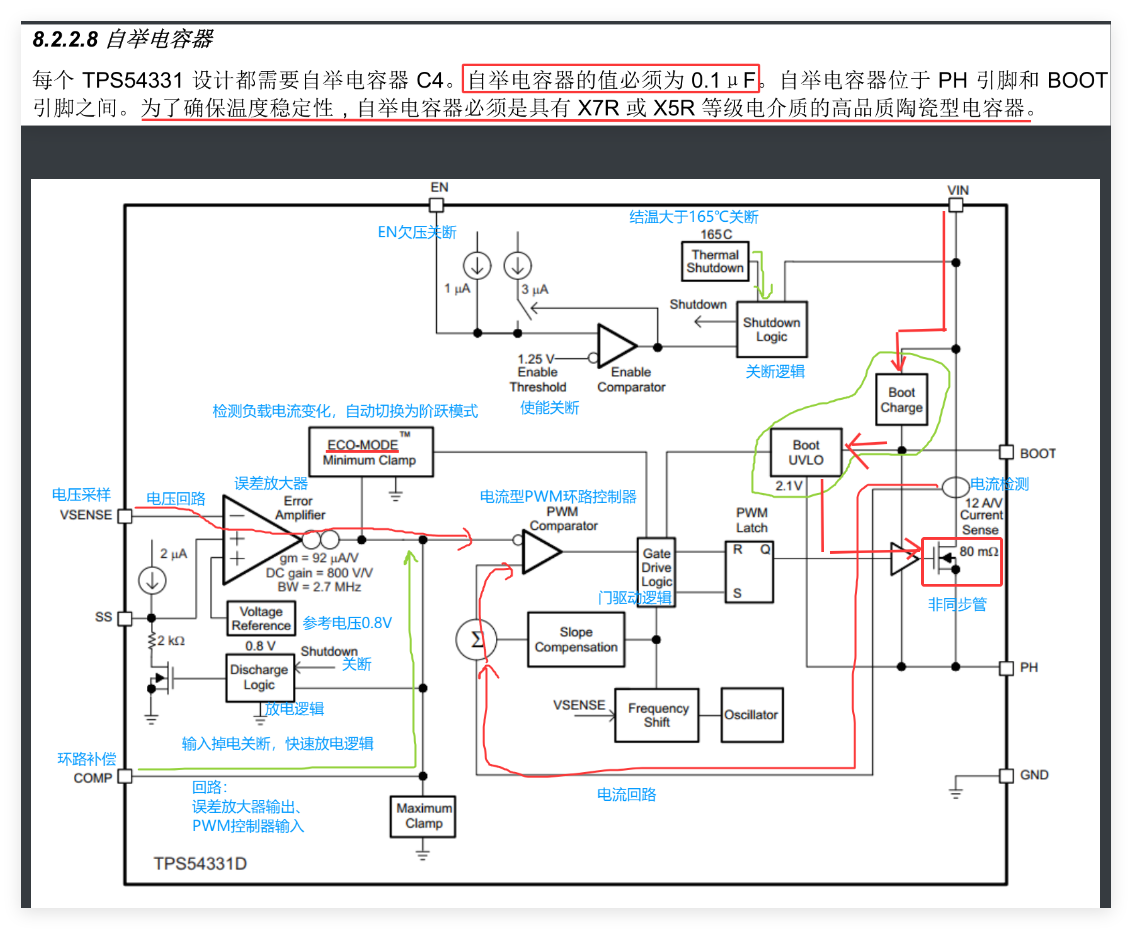 8.2.2.8 自举电容器
每个 TPS54331 设计都需要自举电容器 C4。自举电容器的值必须为 0.1 μF。自举电容器位于 PH 引脚和 BOOT
引脚之间。为了确保温度稳定性，自举电容器必须是具有 X7R 或 X5R 等级电介质的高品质陶瓷型电容器。
EN
VIN
EN欠压关断
结温大于165℃关断
165C
Thermal
Shutdown
1 μA
3 μA
Shutdown
Shutdown
Logic
1.25 V
Enable
Threshold
Enable
Comparator
关断逻辑
使能关断
Boot
Charge
检测负载电流变化，自动切换为阶跃模式
ECO-MODE™
Minimum Clamp
Boot
UVLO
2.1V
BOOT
电压采样
VSENSE
电压回路
误差放大器
Error
Amplifier
电流型PWM环路控制器
PWM
Comparator
电流检测
12 A/V
Current
Sense
PWM
Latch
gm = 92 μA/V
DC gain = 800 V/V
BW = 2.7 MHz
2 μA
Gate
Drive
Logic
门驱动逻辑
R Q
S
80 mΩ
非同步管
SS
2 kΩ
Voltage
Reference
参考电压0.8V
0.8 V
Shutdown
关断
Discharge
Logic
放电逻辑
Σ
Slope
Compensation
PH
VSENSE
Frequency
Shift
Oscillator
输入掉电关断，快速放电逻辑
环路补偿
COMP
回路：
误差放大器输出、
PWM控制器输入
电流回路
GND
Maximum
Clamp
TPS54331D